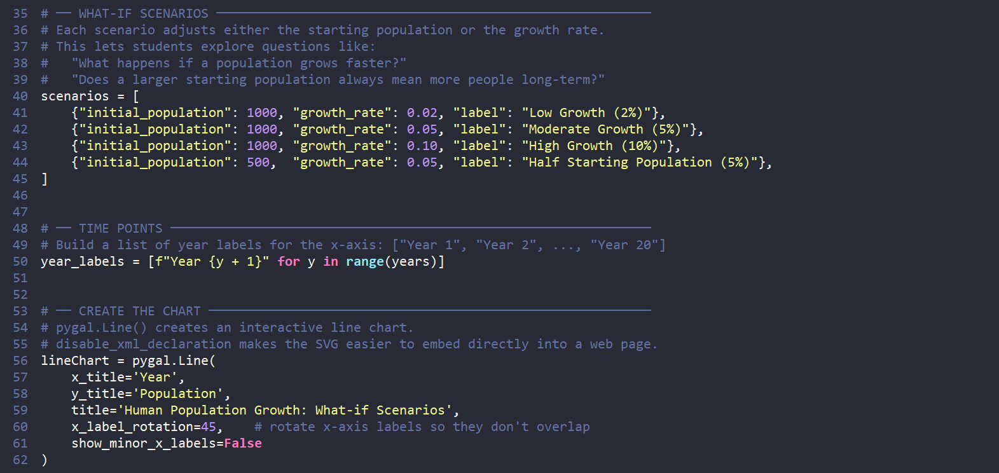 35 # ── WHAT-IF SCENARIOS ─────────────────────────────────────────────────────────
36 # Each scenario adjusts either the starting population or the growth rate.
37 # This lets students explore questions like:
38 #   "What happens if a population grows faster?"
39 #   "Does a larger starting population always mean more people long-term?"
40 scenarios = [
41     {"initial_population": 1000, "growth_rate": 0.02, "label": "Low Growth (2%)"},
42     {"initial_population": 1000, "growth_rate": 0.05, "label": "Moderate Growth (5%)"},
43     {"initial_population": 1000, "growth_rate": 0.10, "label": "High Growth (10%)"},
44     {"initial_population": 500,  "growth_rate": 0.05, "label": "Half Starting Population (5%)"},
45 ]
46
47
48 # ── TIME POINTS ───────────────────────────────────────────────────────────────
49 # Build a list of year labels for the x-axis: ["Year 1", "Year 2", ..., "Year 20"]
50 year_labels = [f"Year {y + 1}" for y in range(years)]
51
52
53 # ── CREATE THE CHART ──────────────────────────────────────────────────────────
54 # pygal.Line() creates an interactive line chart.
55 # disable_xml_declaration makes the SVG easier to embed directly into a web page.
56 lineChart = pygal.Line(
57     x_title='Year',
58     y_title='Population',
59     title='Human Population Growth: What-if Scenarios',
60     x_label_rotation=45,    # rotate x-axis labels so they don't overlap
61     show_minor_x_labels=False
62 )